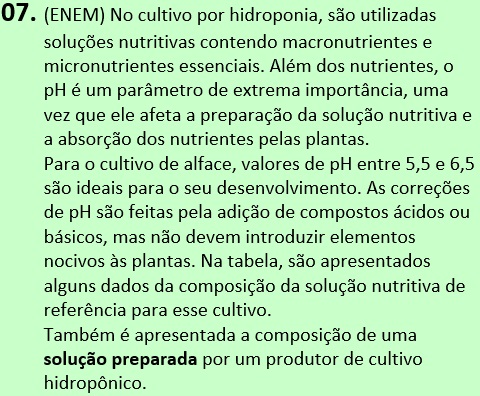 07. (ENEM) No cultivo por hidroponia, são utilizadas
soluções nutritivas contendo macronutrientes e
micronutrientes essenciais. Além dos nutrientes, o
pH é um parâmetro de extrema importância, uma
vez que ele afeta a preparação da solução nutritiva e
a absorção dos nutrientes pelas plantas.
Para o cultivo de alface, valores de pH entre 5,5 e 6,5
são ideais para o seu desenvolvimento. As correções
de pH são feitas pela adição de compostos ácidos ou
básicos, mas não devem introduzir elementos
nocivos às plantas. Na tabela, são apresentados
alguns dados da composição da solução nutritiva de
referência para esse cultivo.
Também é apresentada a composição de uma
solução preparada por um produtor de cultivo
hidropônico.